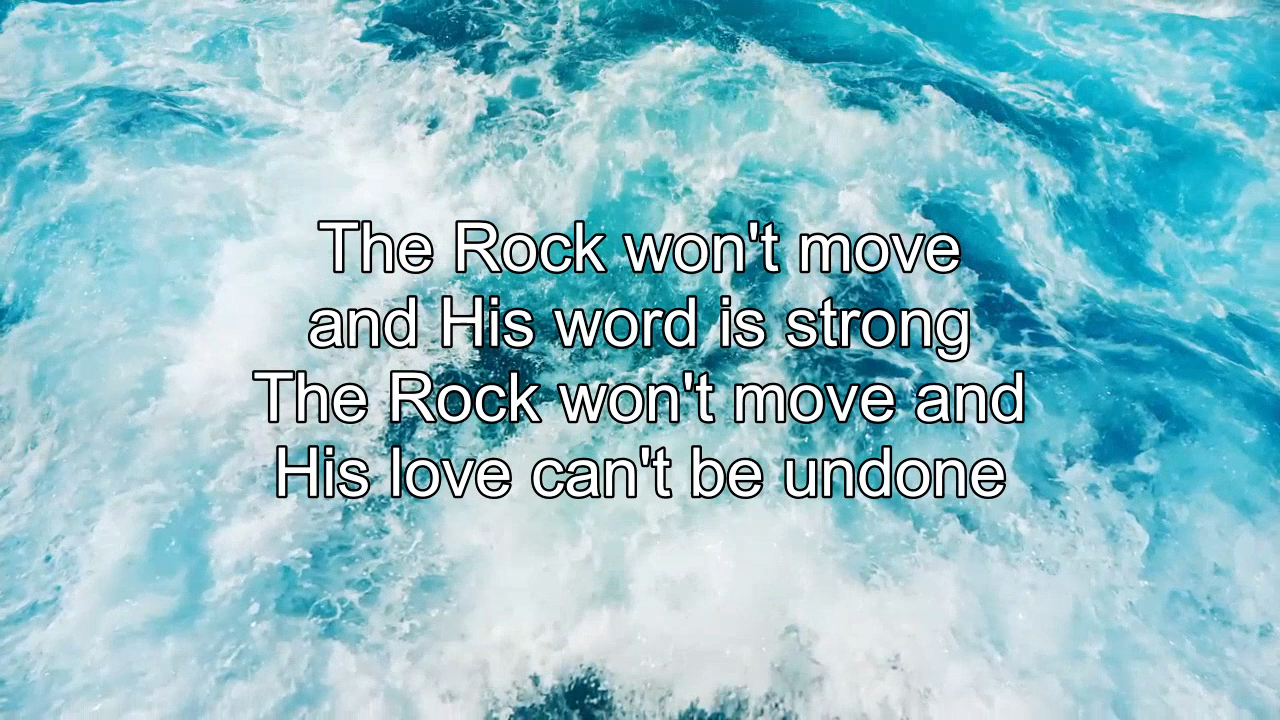 The Rock won't move
and His word is strong
The Rock won't move and
His love can't be undone